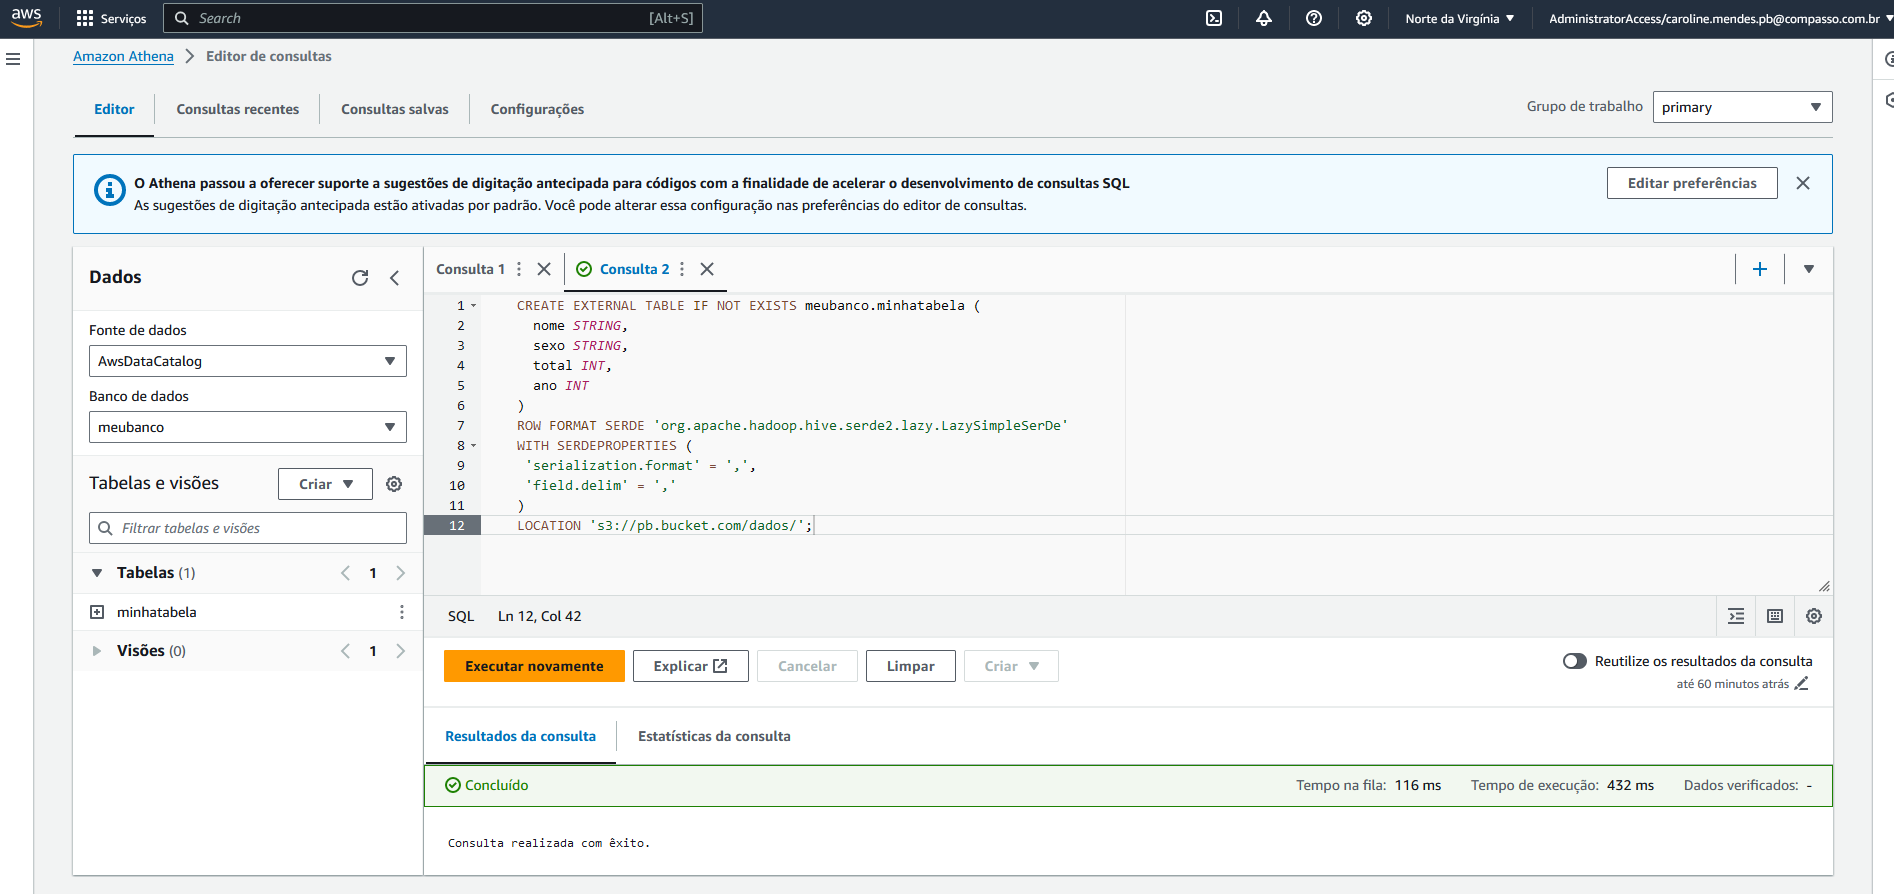 aws
Serviços
Search
[Alt+S]
Norte da Virgínia
AdministratorAccess/caroline.mendes.pb@compasso.com.br
Amazon Athena
Editor de consultas
Editor
Consultas recentes
Consultas salvas
Configurações
Grupo de trabalho
primary
O Athena passou a oferecer suporte a sugestões de digitação antecipada para códigos com a finalidade de acelerar o desenvolvimento de consultas SQL
As sugestões de digitação antecipada estão ativadas por padrão. Você pode alterar essa configuração nas preferências do editor de consultas.
Editar preferências
Dados
Fonte de dados
AwsDataCatalog
Banco de dados
meubanco
Tabelas e visões
Criar
Filtrar tabelas e visões
Tabelas (1)
1
minhatabela
Visões (0)
1
Consulta 1
Consulta 2
1 CREATE EXTERNAL TABLE IF NOT EXISTS meubanco.minhatabela (
2 nome STRING,
3 sexo STRING,
4 total INT,
5 ano INT
6 )
7 ROW FORMAT SERDE 'org.apache.hadoop.hive.serde2.lazy.LazySimpleSerDe'
8 WITH SERDEPROPERTIES (
9 'serialization.format' = ',',
10 'field.delim' = ','
11 )
12 LOCATION 's3://pb.bucket.com/dados/';
SQL
Ln 12, Col 42
Executar novamente
Explicar
Cancelar
Limpar
Criar
Reutilize os resultados da consulta
até 60 minutos atrás
Resultados da consulta
Estatísticas da consulta
Concluído
Tempo na fila: 116 ms
Tempo de execução: 432 ms
Dados verificados: -
Consulta realizada com êxito.